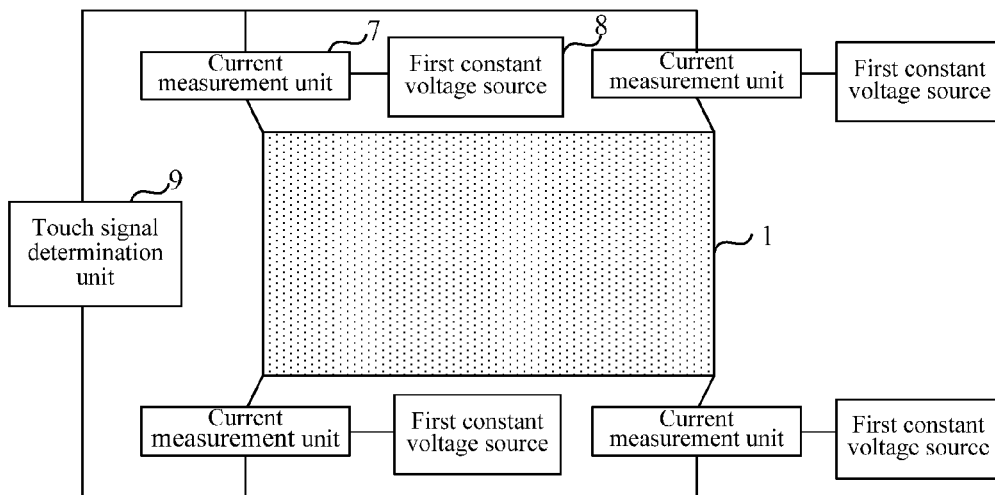 7
8
Current
measurement unit
First constant
voltage source
Current
measurement unit
First constant
voltage source
9
Touch signal
determination
unit
1
Current
measurement unit
First constant
voltage source
Current
measurement unit
First constant
voltage source